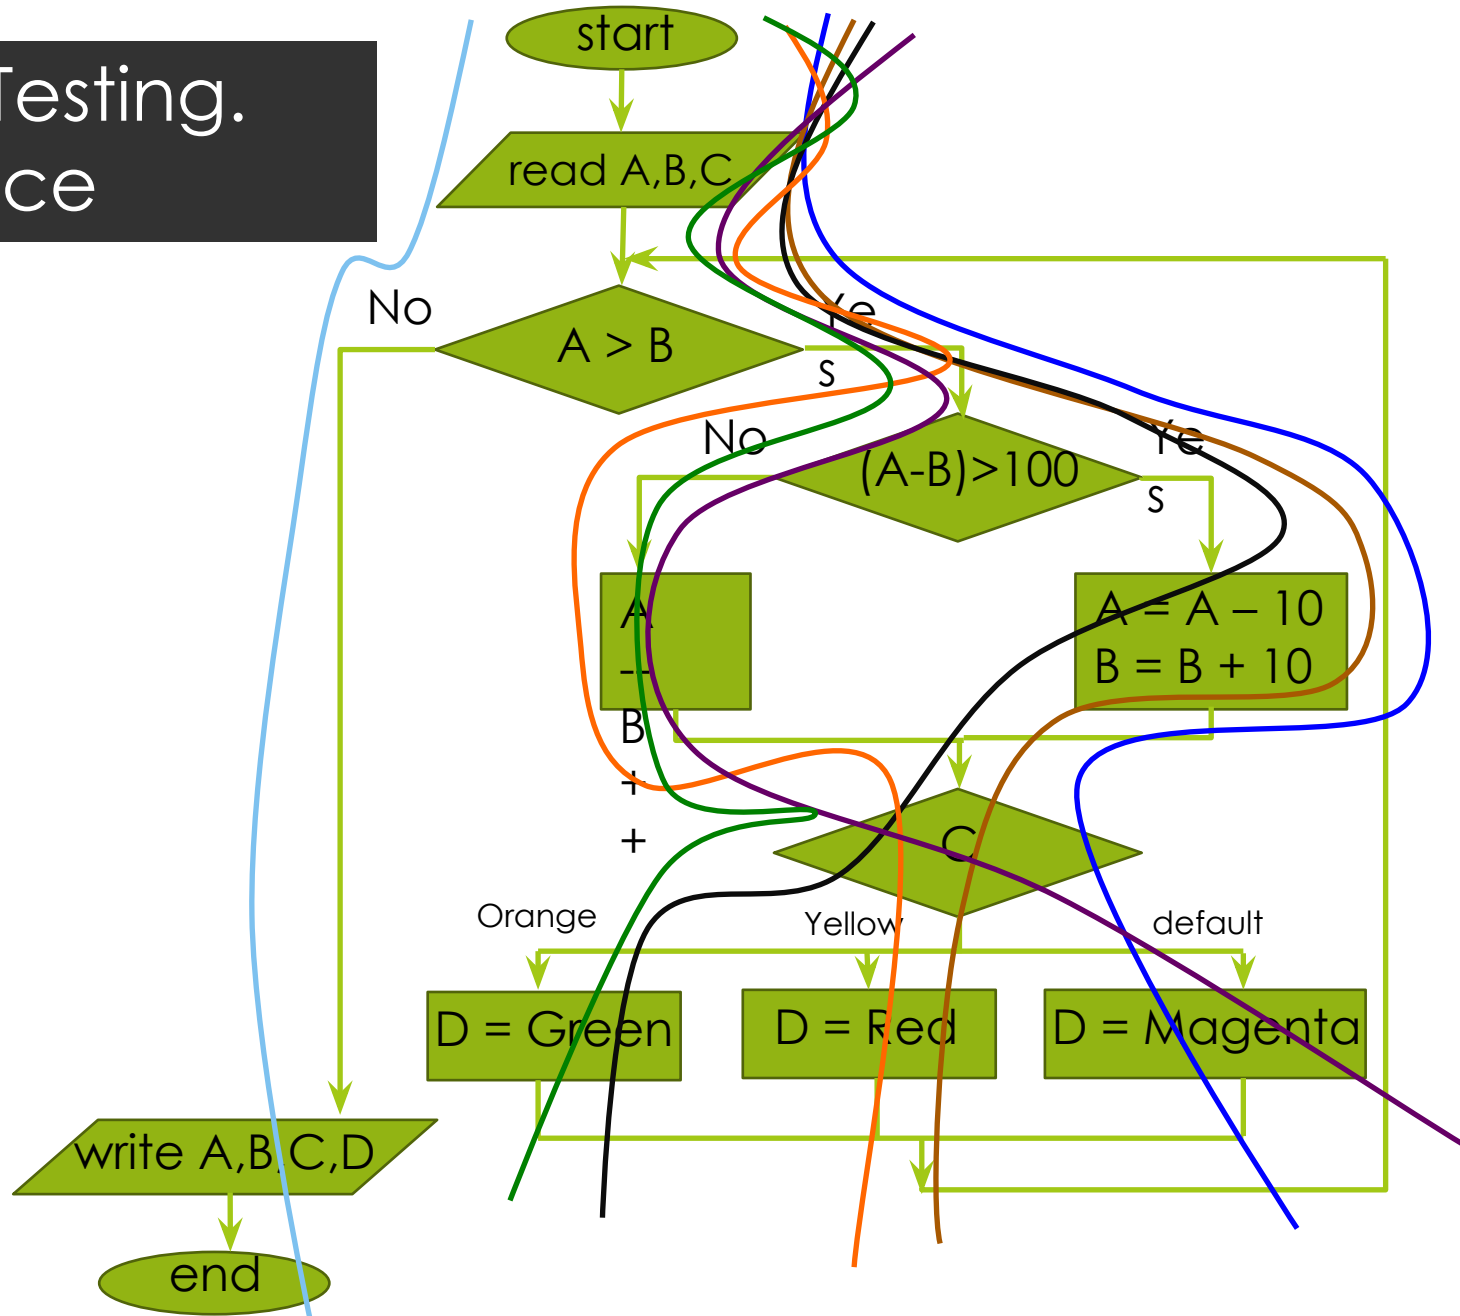 Testing.
ce
start
read A,B,C
No
Ye
s
A > B
No
Ye
s
(A-B)>100
A
--
B
+
+
A = A – 10
B = B + 10
C
Orange
Yellow
default
D = Green
D = Red
D = Magenta
write A,B,C,D
end